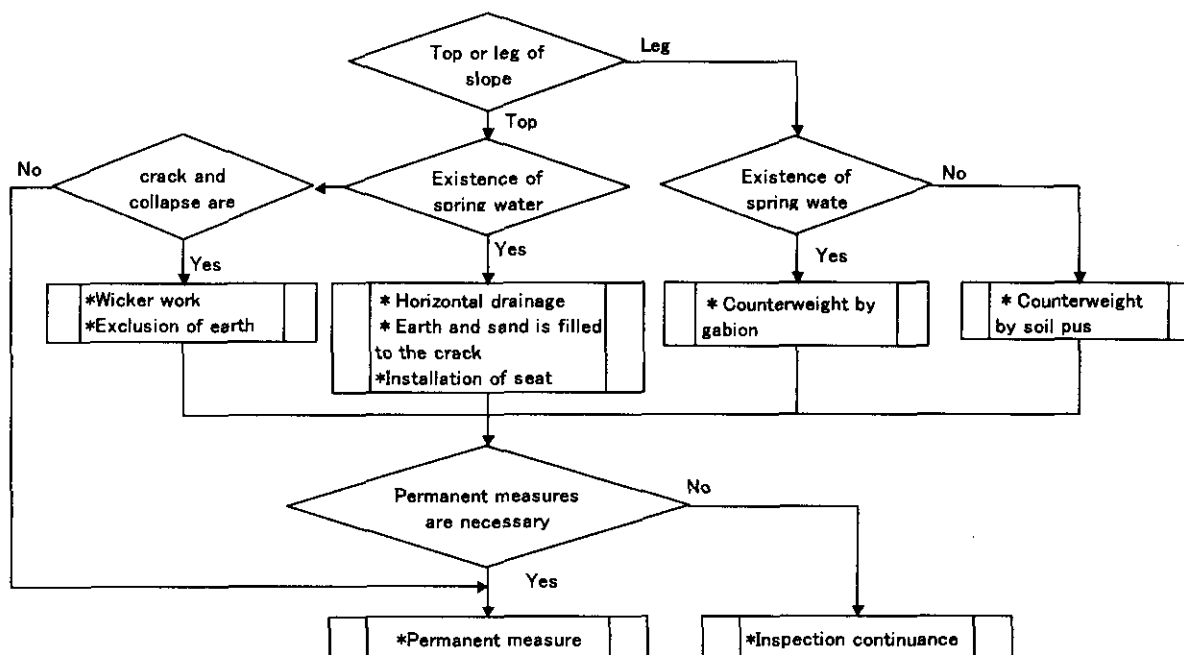 Top or leg of
slope
Leg
Top
No
crack and
collapse are
Existence of
spring water
Existence of
spring wate
No
Yes
Yes
Yes
*Wicker work
*Exclusion of earth
* Horizontal drainage
* Earth and sand is filled
to the crack
*Installation of seat
* Counterweight by
gabion
* Counterweight
by soil pus
Permanent measures
are necessary
No
Yes
*Permanent measure
*Inspection continuance